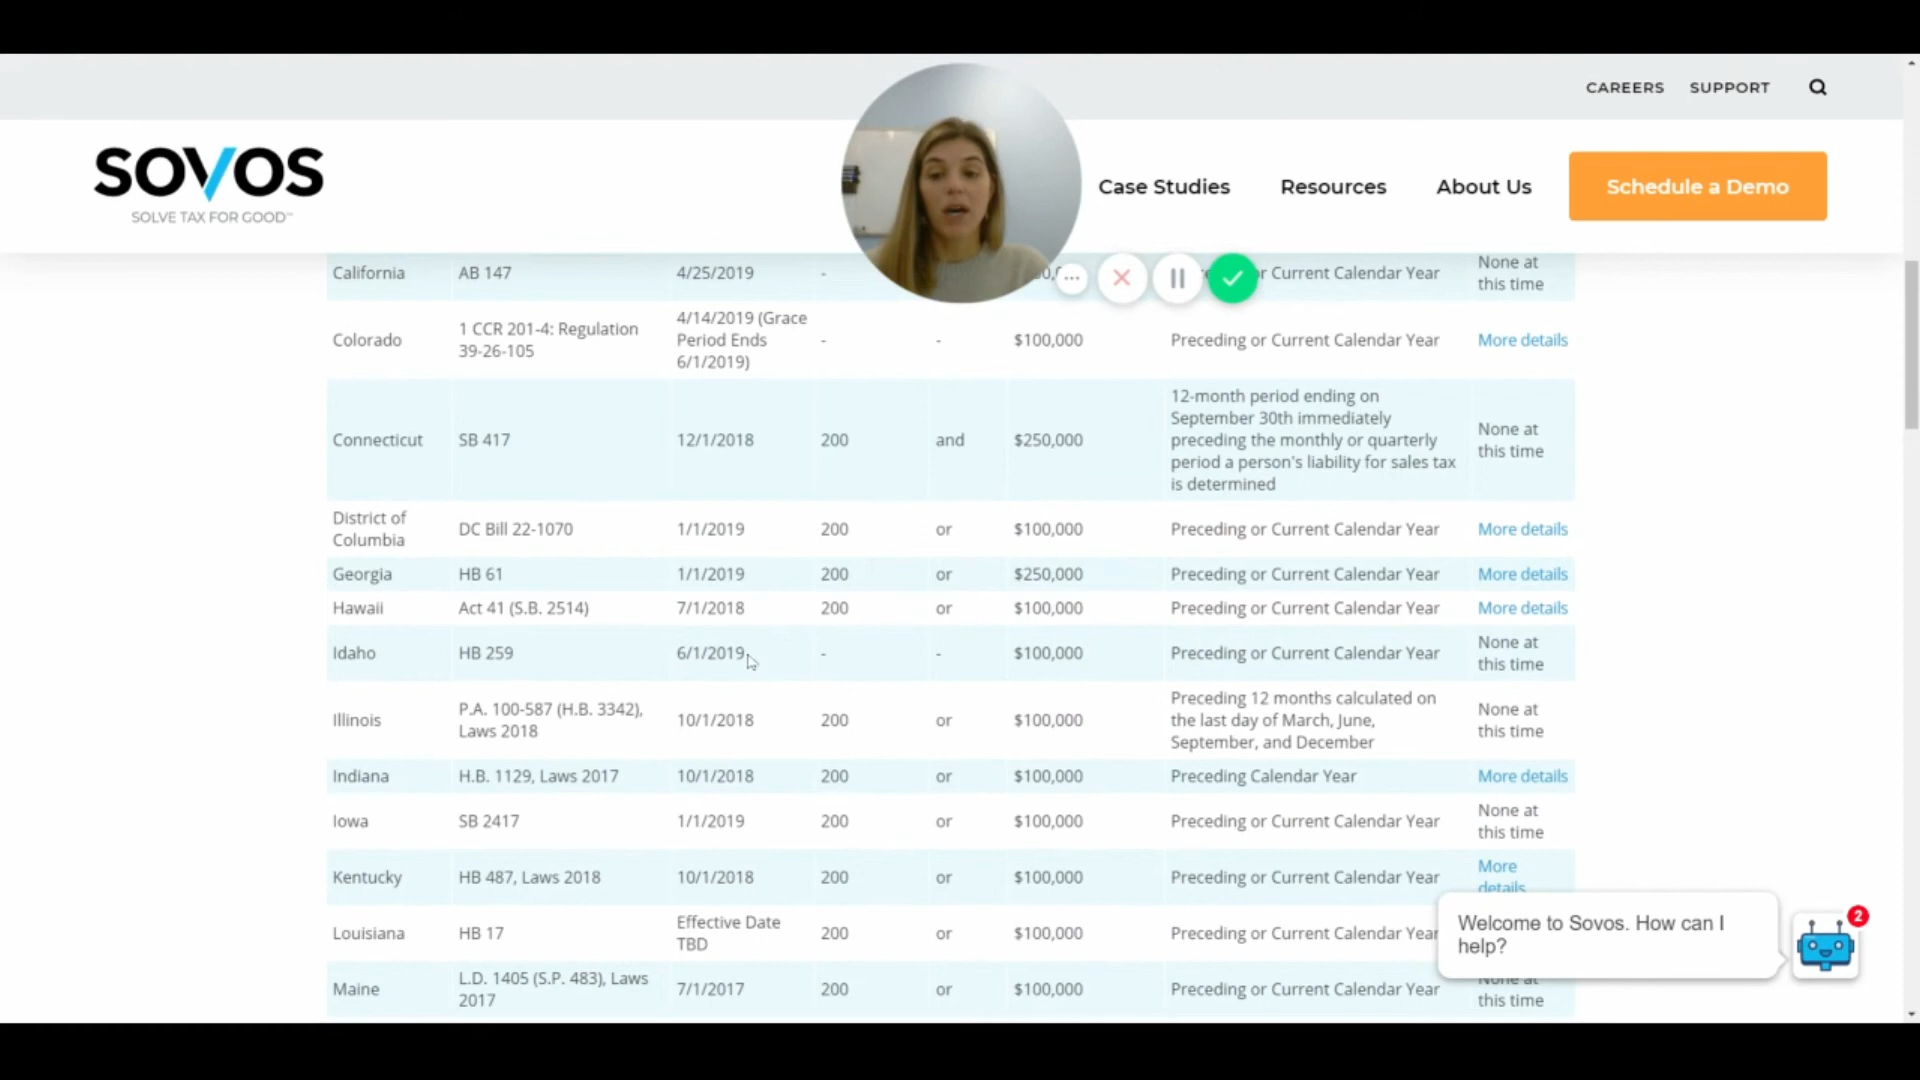 CAREERS SUPPORT
SOVOS
SOLVE TAX FOR GOOD™
Case Studies Resources About Us Schedule a Demo
California AB 147 4/25/2019 - Current Calendar Year None at
this time
Colorado 1 CCR 201-4: Regulation
39-26-105 4/14/2019 (Grace
Period Ends
6/1/2019) - - $100,000 Preceding or Current Calendar Year More details
Connecticut SB 417 12/1/2018 200 and $250,000 12-month period ending on
September 30th immediately
preceding the monthly or quarterly
period a person's liability for sales tax
is determined None at
this time
District of
Columbia DC Bill 22-1070 1/1/2019 200 or $100,000 Preceding or Current Calendar Year More details
Georgia HB 61 1/1/2019 200 or $250,000 Preceding or Current Calendar Year More details
Hawaii Act 41 (S.B. 2514) 7/1/2018 200 or $100,000 Preceding or Current Calendar Year More details
Idaho HB 259 6/1/2019 - - $100,000 Preceding or Current Calendar Year None at
this time
Illinois P.A. 100-587 (H.B. 3342),
Laws 2018 10/1/2018 200 or $100,000 Preceding 12 months calculated on
the last day of March, June,
September, and December None at
this time
Indiana H.B. 1129, Laws 2017 10/1/2018 200 or $100,000 Preceding Calendar Year More details
Iowa SB 2417 1/1/2019 200 or $100,000 Preceding or Current Calendar Year None at
this time
Kentucky HB 487, Laws 2018 10/1/2018 200 or $100,000 Preceding or Current Calendar Year More
details
Louisiana HB 17 Effective Date
TBD 200 or $100,000 Preceding or Current Calendar Year
Maine L.D. 1405 (S.P. 483), Laws
2017 7/1/2017 200 or $100,000 Preceding or Current Calendar Year None at
this time
Welcome to Sovos. How can I
help?
2